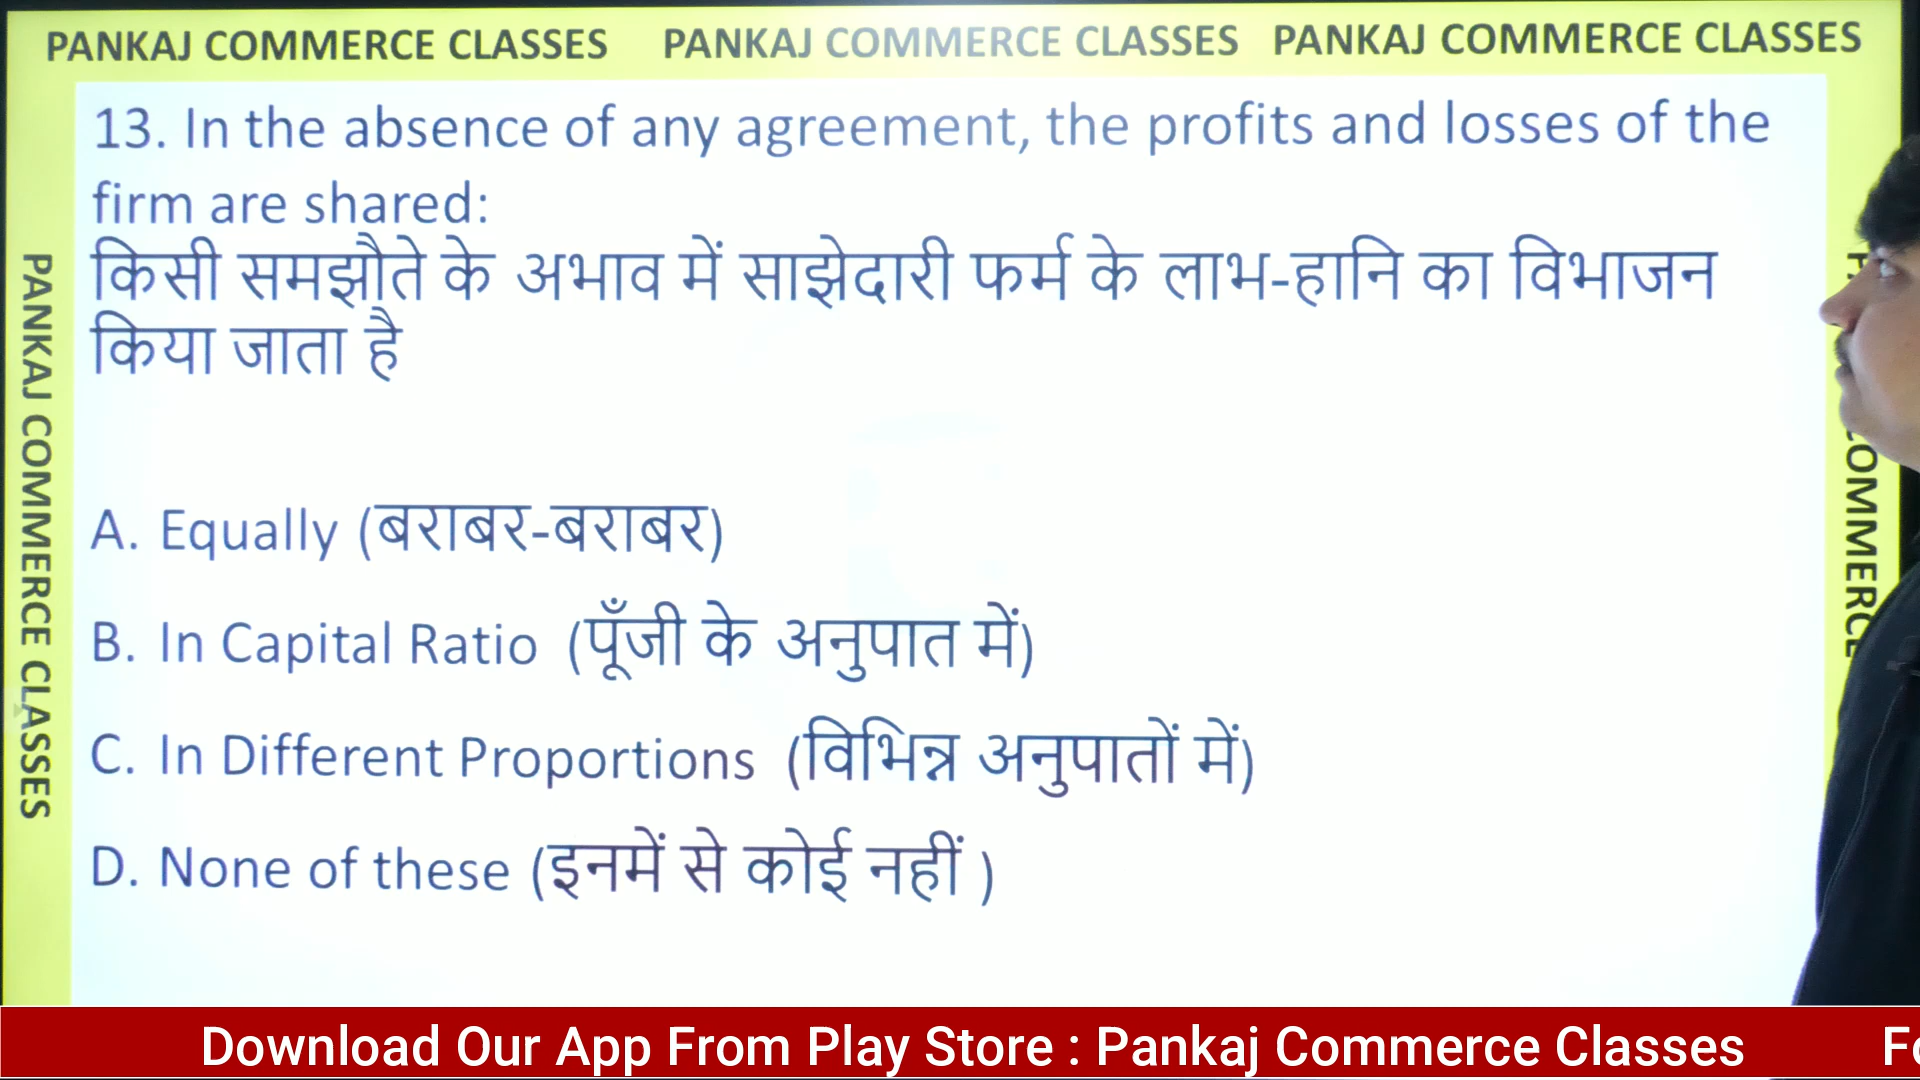 PANKAJ COMMERCE CLASSES PANKAJ COMMERCE CLASSES PANKAJ COMMERCE CLASSES
13. In the absence of any agreement, the profits and losses of the
firm are shared:
किसी समझौते के अभाव में साझेदारी फर्म के लाभ-हानि का विभाजन
किया जाता है
A. Equally (बराबर-बराबर)
B. In Capital Ratio (पूँजी के अनुपात में)
C. In Different Proportions (विभिन्न अनुपातों में)
D. None of these (इनमें से कोई नहीं )
PANKAJ COMMERCE CLASSES
COMMERCE
Download Our App From Play Store : Pankaj Commerce Classes